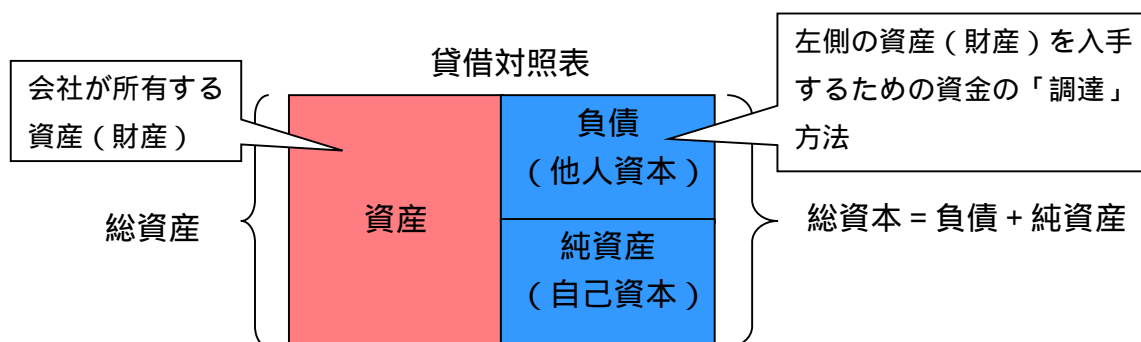 貸借対照表
会社が所有する
資産（財産）
左側の資産（財産）を入手
するための資金の「調達」
方法
総資産
資産
負債
（他人資本）
純資産
（自己資本）
総資本 = 負債 + 純資産